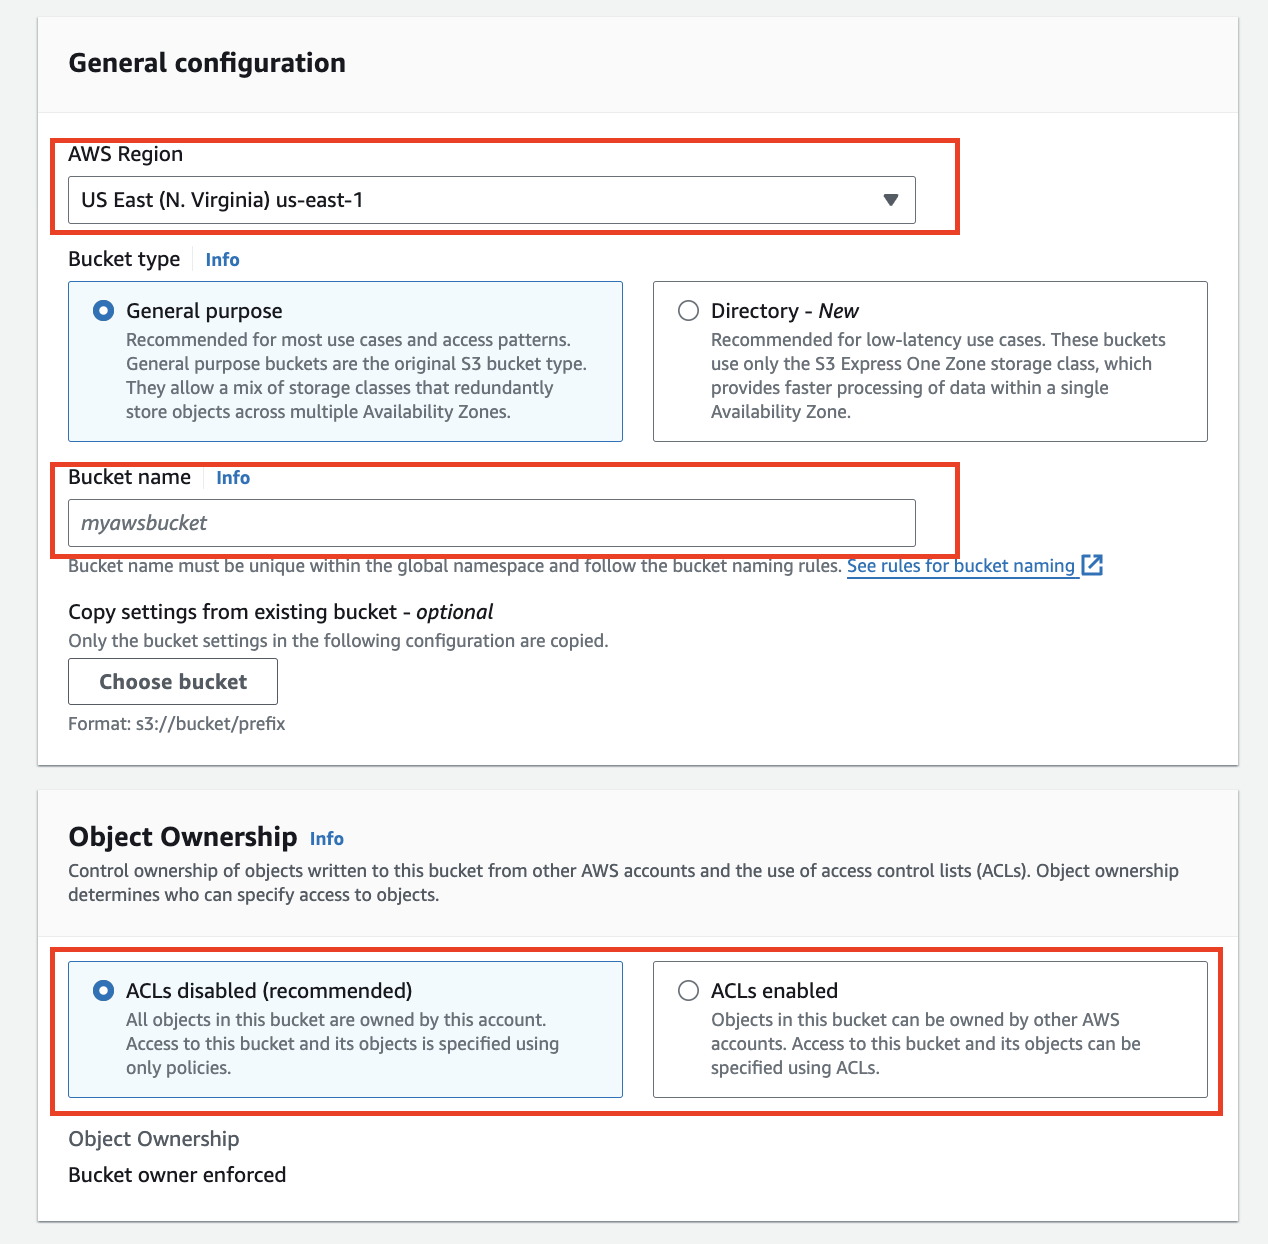 General configuration
AWS Region
US East (N. Virginia) us-east-1
Bucket type Info
General purpose
Recommended for most use cases and access patterns.
General purpose buckets are the original S3 bucket type.
They allow a mix of storage classes that redundantly
store objects across multiple Availability Zones.
Directory - New
Recommended for low-latency use cases. These buckets
use only the S3 Express One Zone storage class, which
provides faster processing of data within a single
Availability Zone.
Bucket name Info
myawsbucket
Bucket name must be unique within the global namespace and follow the bucket naming rules. See rules for bucket naming
Copy settings from existing bucket - optional
Only the bucket settings in the following configuration are copied.
Choose bucket
Format: s3://bucket/prefix
Object Ownership Info
Control ownership of objects written to this bucket from other AWS accounts and the use of access control lists (ACLs). Object ownership
determines who can specify access to objects.
ACLs disabled (recommended)
All objects in this bucket are owned by this account.
Access to this bucket and its objects is specified using
only policies.
ACLs enabled
Objects in this bucket can be owned by other AWS
accounts. Access to this bucket and its objects can be
specified using ACLs.
Object Ownership
Bucket owner enforced